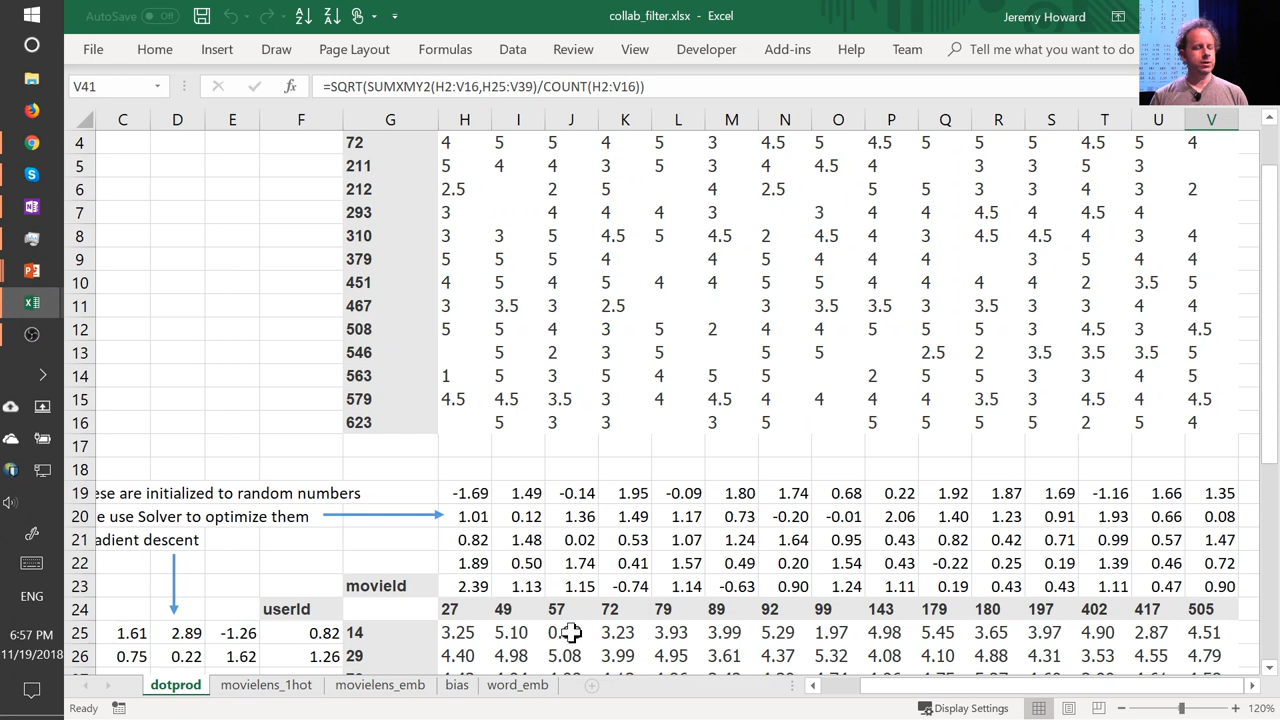 AutoSave Off
collab_filter.xlsx - Excel
Jeremy Howard
File Home Insert Draw Page Layout Formulas Data Review View Developer Add-ins Help Team Tell me what you want to do
V41 =SQRT(SUMXMY2(H2:V16,H25:V39)/COUNT(H2:V16))
C D E F G H I J K L M N O P Q R S T U V
4 72 4 5 5 4 5 3 4.5 5 4.5 5 5 5 4.5 5 4
5 211 5 4 4 3 5 3 4 4.5 4 3 3 5 3
6 212 2.5 2 5 4 2.5 5 5 3 3 4 3 2
7 293 3 4 4 4 3 3 4 4 4.5 4 4.5 4
8 310 3 3 5 4.5 5 4.5 2 4.5 4 3 4.5 4.5 4 3 4
9 379 5 5 5 4 4 5 4 4 4 3 5 4 4
10 451 4 5 4 5 4 4 5 5 5 4 4 4 2 3.5 5
11 467 3 3.5 3 2.5 3 3.5 3.5 3 3.5 3 3 4 4
12 508 5 5 4 3 5 2 4 4 5 5 5 3 4.5 3 4.5
13 546 5 2 3 5 5 5 2.5 2 3.5 3.5 3.5 5
14 563 1 5 3 5 4 5 5 2 5 5 3 3 4 5
15 579 4.5 4.5 3.5 3 4 4.5 4 4 4 4 3.5 3 4.5 4 4.5
16 623 5 3 3 3 5 5 5 5 5 2 5 4
17
18
19 ese are initialized to random numbers -1.69 1.49 -0.14 1.95 -0.09 1.80 1.74 0.68 0.22 1.92 1.87 1.69 -1.16 1.66 1.35
20 e use Solver to optimize them 1.01 0.12 1.36 1.49 1.17 0.73 -0.20 -0.01 2.06 1.40 1.23 0.91 1.93 0.66 0.08
21 adient descent 0.82 1.48 0.02 0.53 1.07 1.24 1.64 0.95 0.43 0.82 0.42 0.71 0.99 0.57 1.47
22 1.89 0.50 1.74 0.41 1.57 0.49 0.20 1.54 0.43 -0.22 0.25 0.19 1.39 0.46 0.72
23 movieId 2.39 1.13 1.15 -0.74 1.14 -0.63 0.90 1.24 1.11 0.19 0.43 0.43 1.11 0.47 0.90
24 userId 27 49 57 72 79 89 92 99 143 179 180 197 402 417 505
25 1.61 2.89 -1.26 0.82 14 3.25 5.10 3.23 3.93 3.99 5.29 1.97 4.98 5.45 3.65 3.97 4.90 2.87 4.51
26 0.75 0.22 1.62 1.26 29 4.40 4.98 5.08 3.99 4.95 3.61 4.37 5.32 4.08 4.10 4.88 4.31 3.53 4.55 4.79
ENG
6:57 PM
11/19/2018
dotprod movielens_1hot movielens_emb bias word_emb
Ready Display Settings 120%